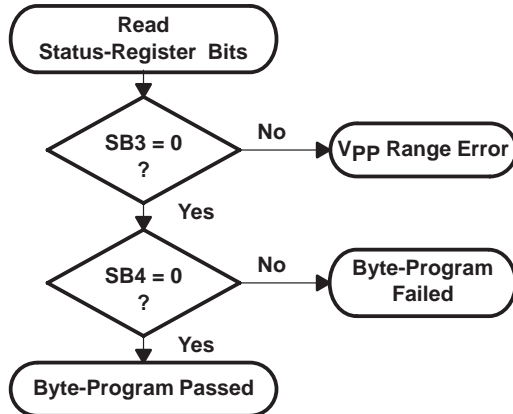 Read
Status-Register Bits
SB3 = 0
?
No
VPP Range Error
Yes
SB4 = 0
?
No
Byte-Program
Failed
Yes
Byte-Program Passed